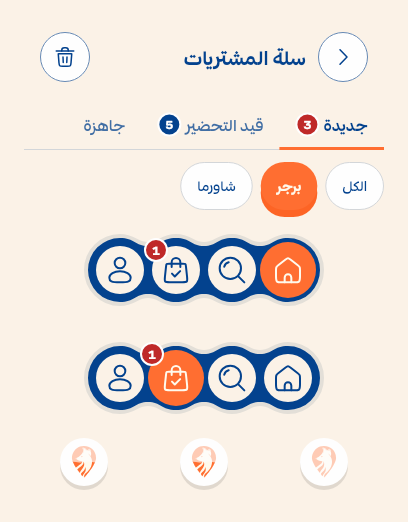 سلة المشتريات
جديدة 3 قيد التحضير 5 جاهزة
الكل برجر شاورما
1
1